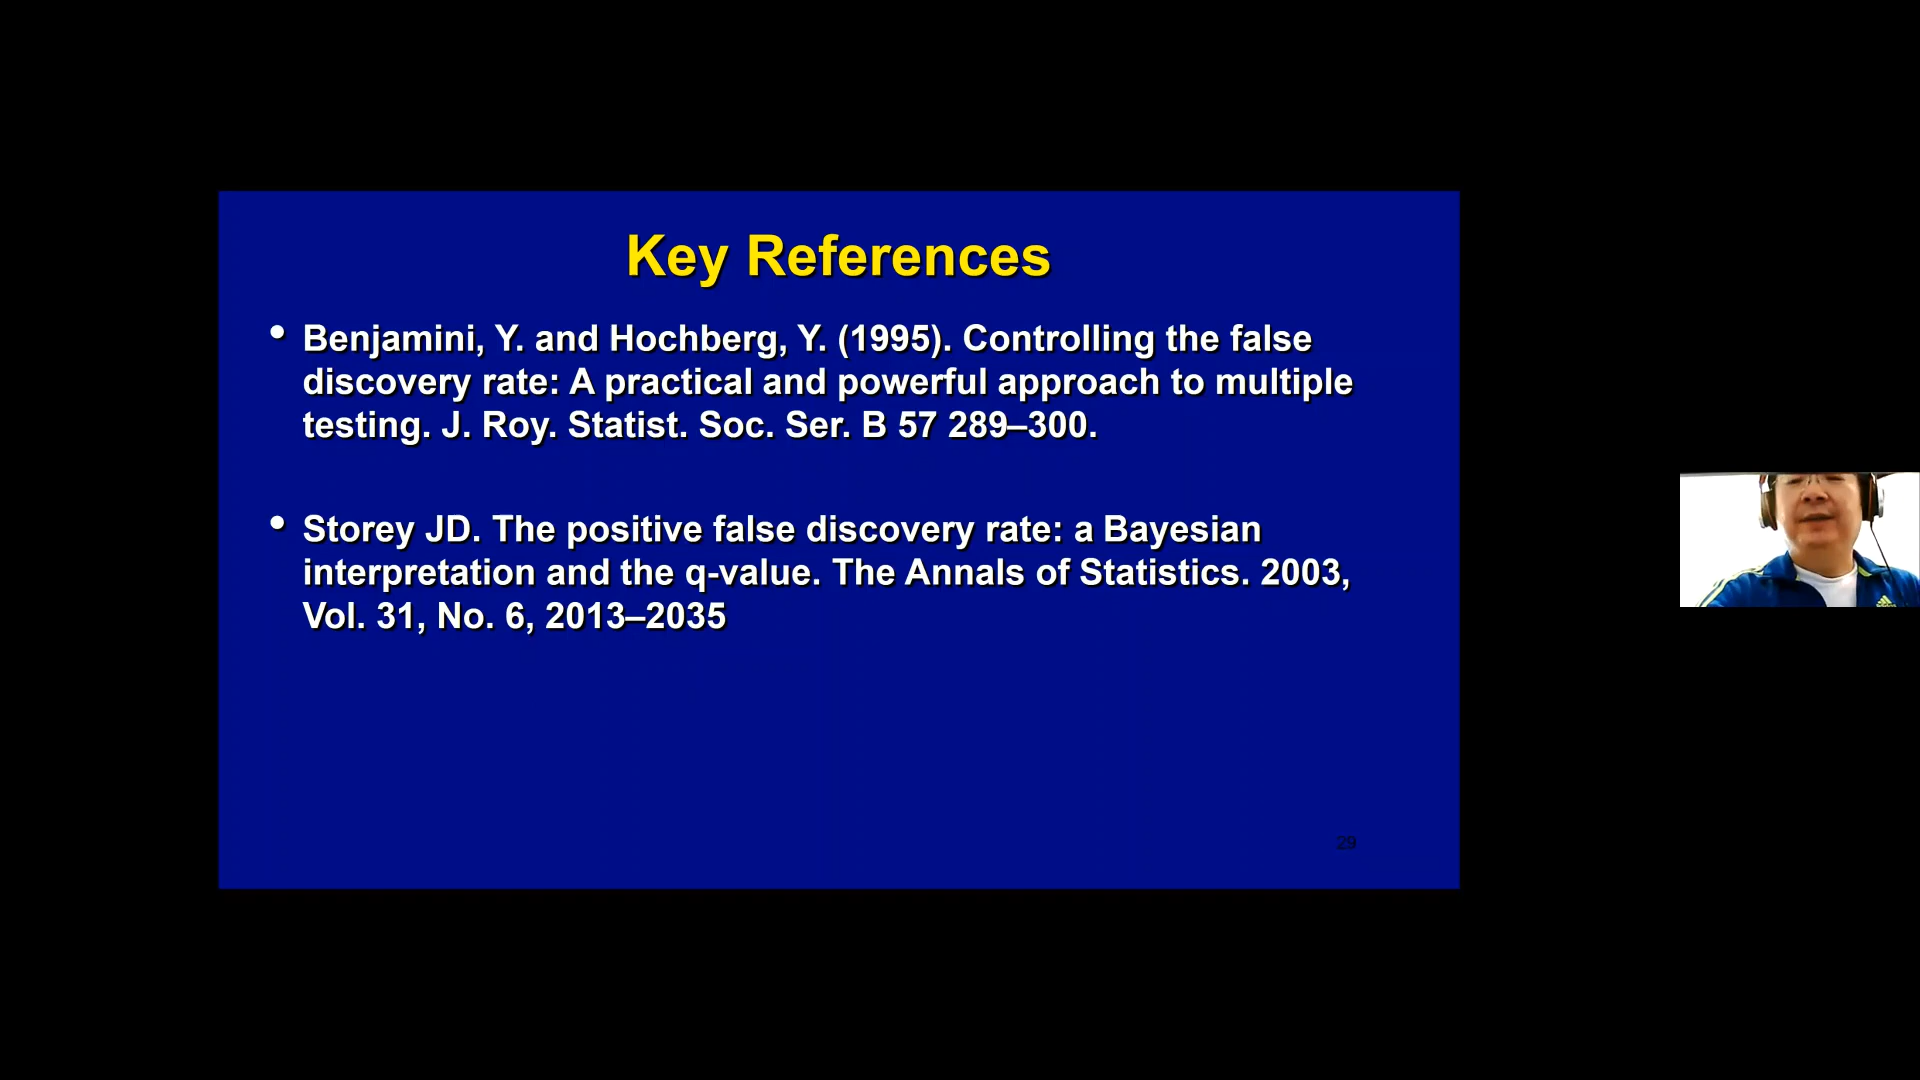 Key References
• Benjamini, Y. and Hochberg, Y. (1995). Controlling the false
discovery rate: A practical and powerful approach to multiple
testing. J. Roy. Statist. Soc. Ser. B 57 289–300.
• Storey JD. The positive false discovery rate: a Bayesian
interpretation and the q-value. The Annals of Statistics. 2003,
Vol. 31, No. 6, 2013–2035
29
adidas